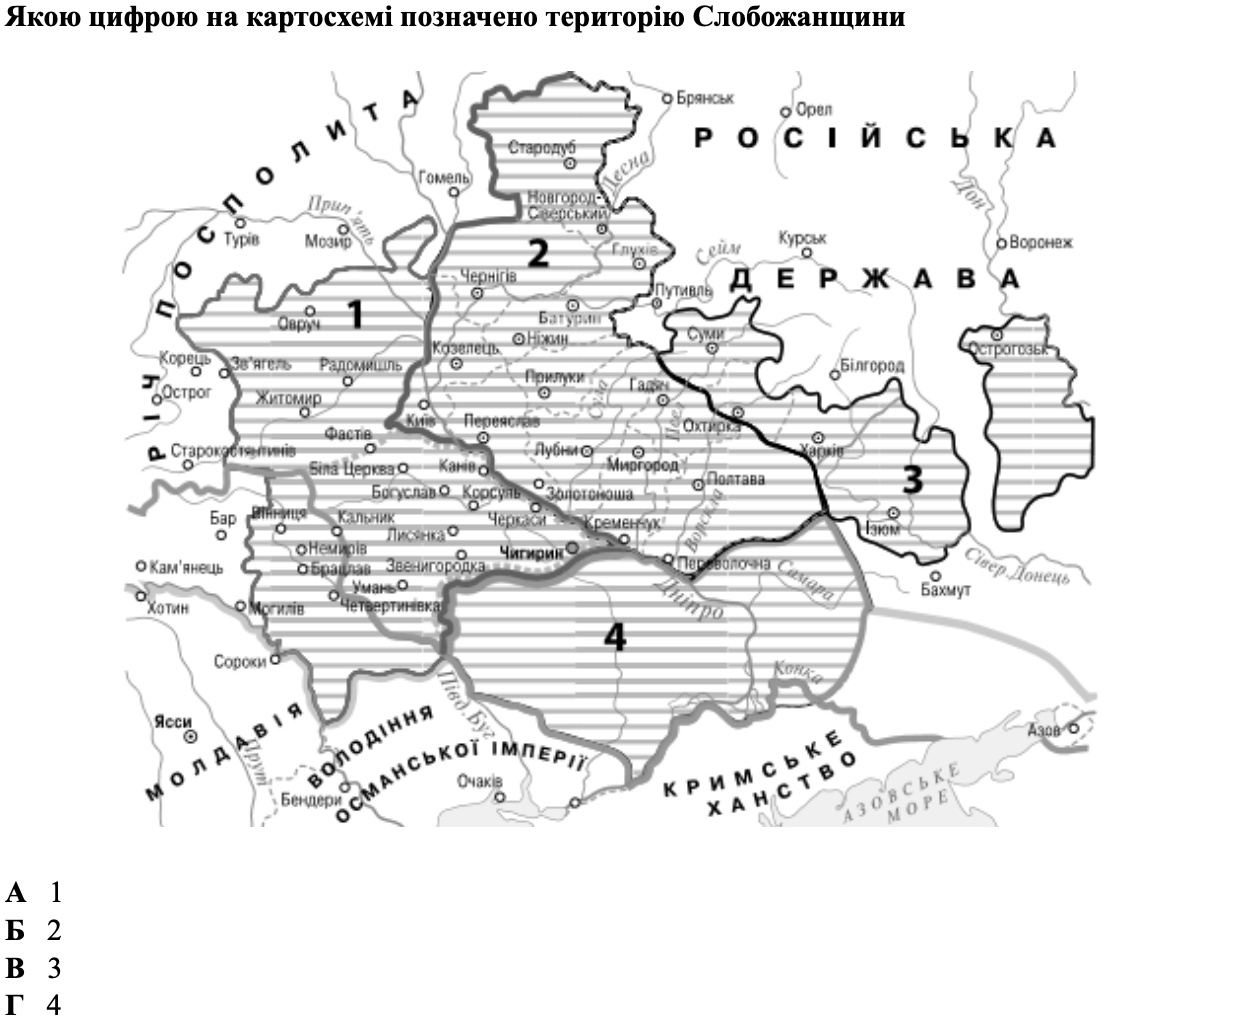 Якою цифрою на картосхемі позначено територію Слобожанщини
РІЧ ПОСПОЛИТА
РОСІЙСЬКА
ДЕРЖАВА
Брянськ
Орел
Стародуб
Десна
Гомель
Новгород-
Сіверський
Дон
Прип'ять
Турів
Мозир
2
Глухів
Сейм
Курськ
Воронеж
Чернігів
Путивль
1
Овруч
Батурин
Ніжин
Суми
Острогозьк
Козелець
Корець
Зв'ягель
Радомишль
Білгород
Прилуки
Сула
Гадяч
Острог
Житомир
Київ
Переяслав
Псел
Охтирка
Фастів
Старокостянтинів
Лубни
Миргород
Харків
Біла Церква
Канів
3
Полтава
Богуслав
Корсунь
Золотоноша
Бар
Вінниця
Кальник
Черкаси
Кременчук
Ворскла
Ізюм
Лисянка
Немирів
Чигирин
Кам'янець
Брацлав
Звенигородка
Переволочна
Самара
Сівер. Донець
Умань
Бахмут
Хотин
Могилів
Четвертинівка
Дніпро
4
Сороки
Півд. Буг
Конка
Ясси
МОЛДАВІЯ
Прут
ВОЛОДІННЯ
ОСМАНСЬКОЇ ІМПЕРІЇ
Азов
КРИМСЬКЕ
ХАНСТВО
АЗОВСЬКЕ
МОРЕ
Бендери
Очаків
А 1
Б 2
В 3
Г 4